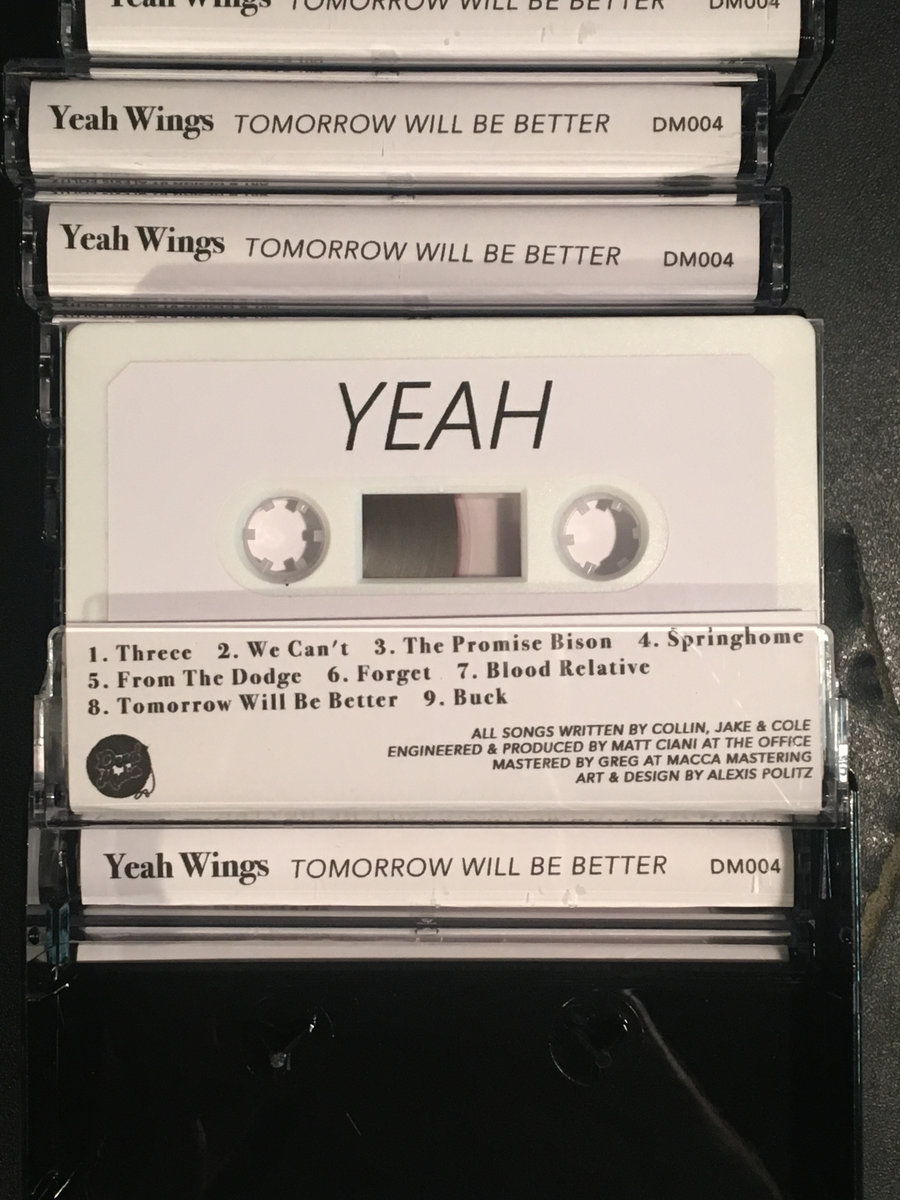 Yeah Wings TOMORROW WILL BE BETTER DM004
Yeah Wings TOMORROW WILL BE BETTER DM004
Yeah Wings TOMORROW WILL BE BETTER DM004
YEAH
1. Threce 2. We Can't 3. The Promise Bison 4. Springhome
5. From The Dodge 6. Forget 7. Blood Relative
8. Tomorrow Will Be Better 9. Buck
ALL SONGS WRITTEN BY COLLIN, JAKE & COLE
ENGINEERED & PRODUCED BY MATT CIANI AT THE OFFICE
MASTERED BY GREG AT MACCA MASTERING
ART & DESIGN BY ALEXIS POLITZ
Yeah Wings TOMORROW WILL BE BETTER DM004